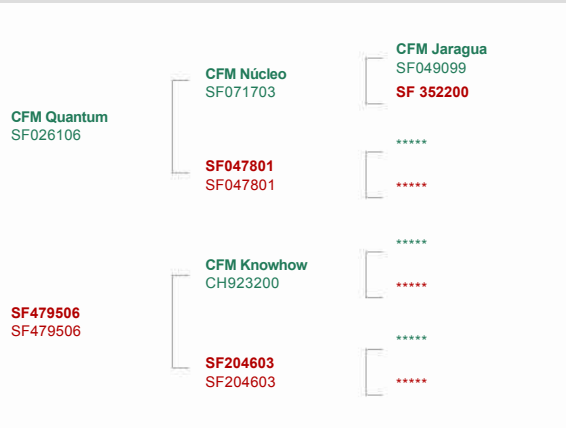 CFM Jaragua
SF049099
SF 352200
CFM Núcleo
SF071703
CFM Quantum
SF026106
*****
SF047801
SF047801
*****
*****
CFM Knowhow
CH923200
*****
SF479506
SF479506
*****
SF204603
SF204603
*****